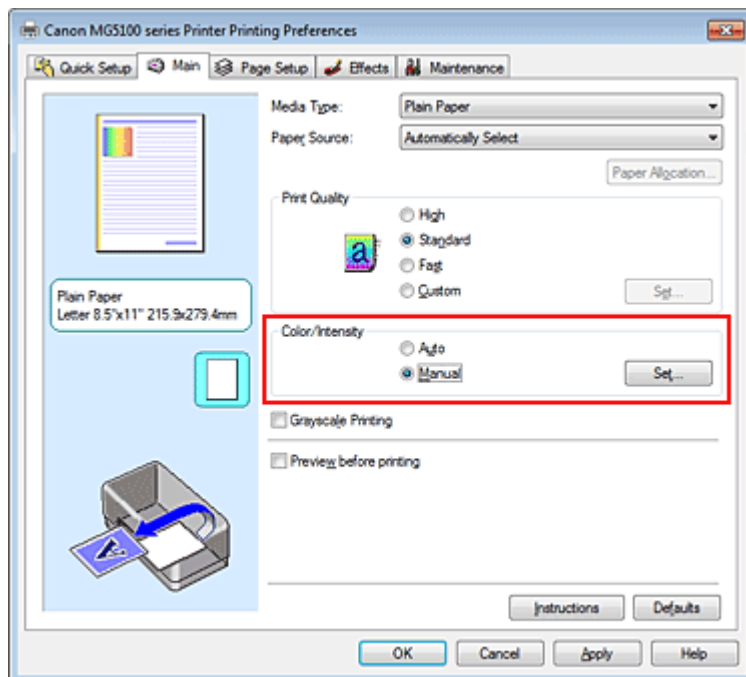 Canon MG5100 series Printer Printing Preferences
Quick Setup Main Page Setup Effects Maintenance
Media Type: Plain Paper
Paper Source: Automatically Select
Paper Allocation...
Print Quality
High
Standard
a
Fast
Custom Set...
Plain Paper
Letter 8.5"x11" 215.9x279.4mm
Color/Intensity
Auto
Manual Set...
Grayscale Printing
Preview before printing
A
Instructions Defaults
OK Cancel Apply Help